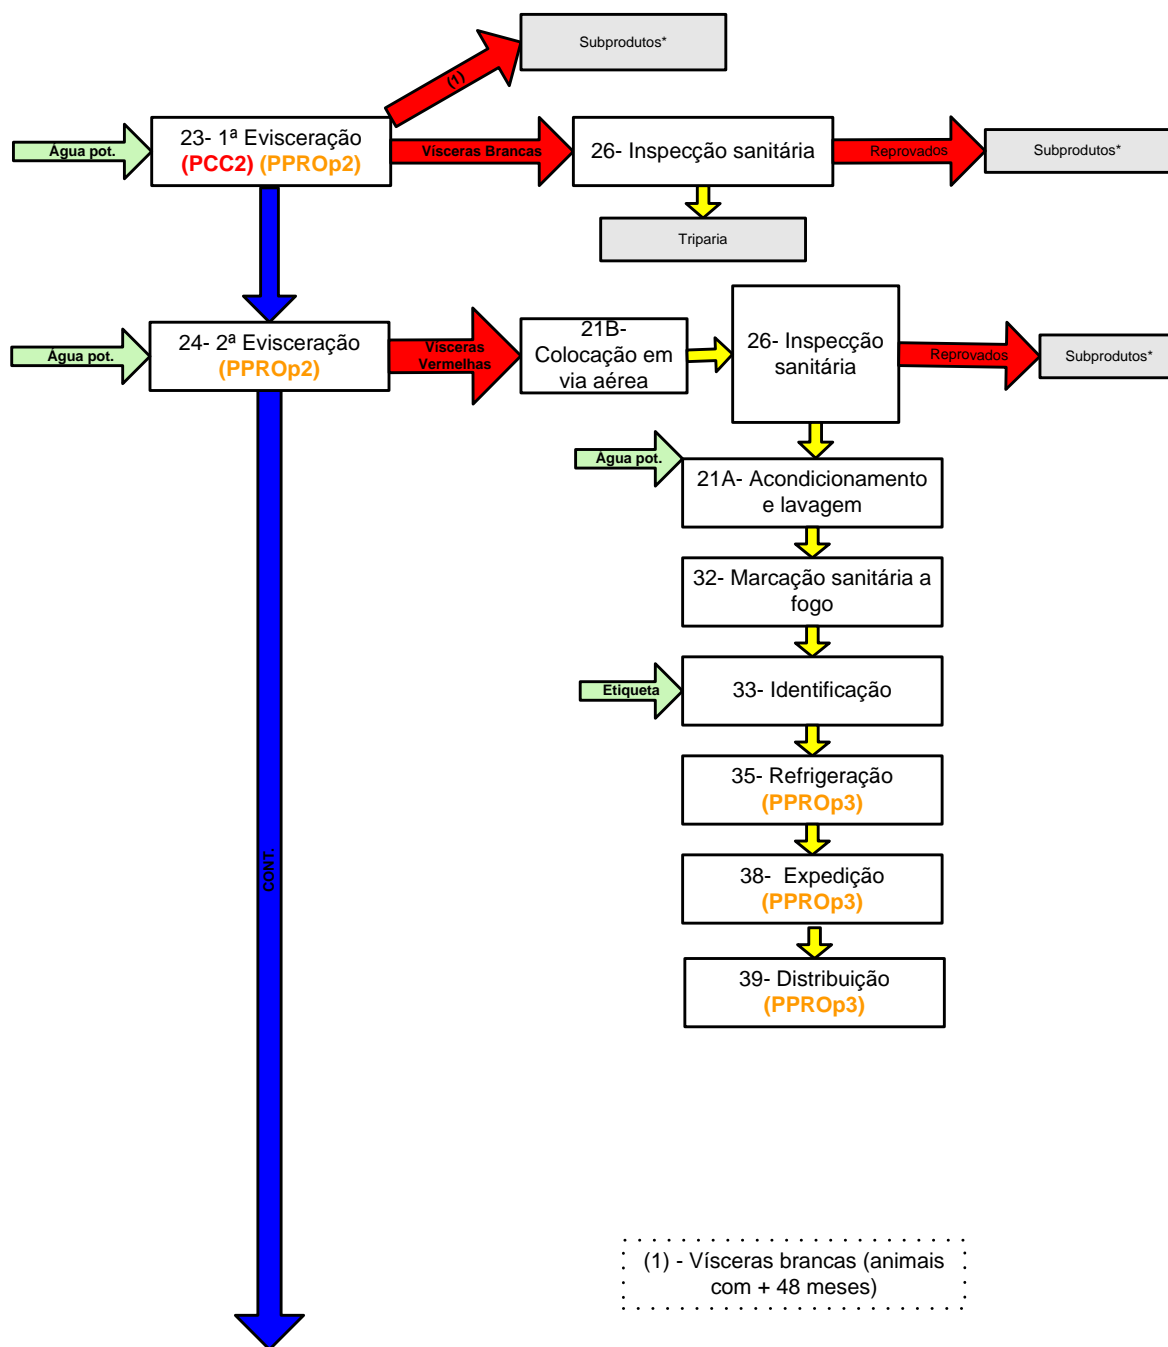 Subprodutos*
(1)
Água pot.
23- 1ª Evisceração
(PCC2) (PPROp2)
Vísceras Brancas
26- Inspecção sanitária
Reprovados
Subprodutos*
Triparia
Água pot.
24- 2ª Evisceração
(PPROp2)
Vísceras
Vermelhas
21B-
Colocação em
via aérea
26- Inspecção
sanitária
Reprovados
Subprodutos*
Água pot.
21A- Acondicionamento
e lavagem
32- Marcação sanitária a
fogo
Etiqueta
33- Identificação
35- Refrigeração
(PPROp3)
CONT.
38- Expedição
(PPROp3)
39- Distribuição
(PPROp3)
(1) - Vísceras brancas (animais
com + 48 meses)